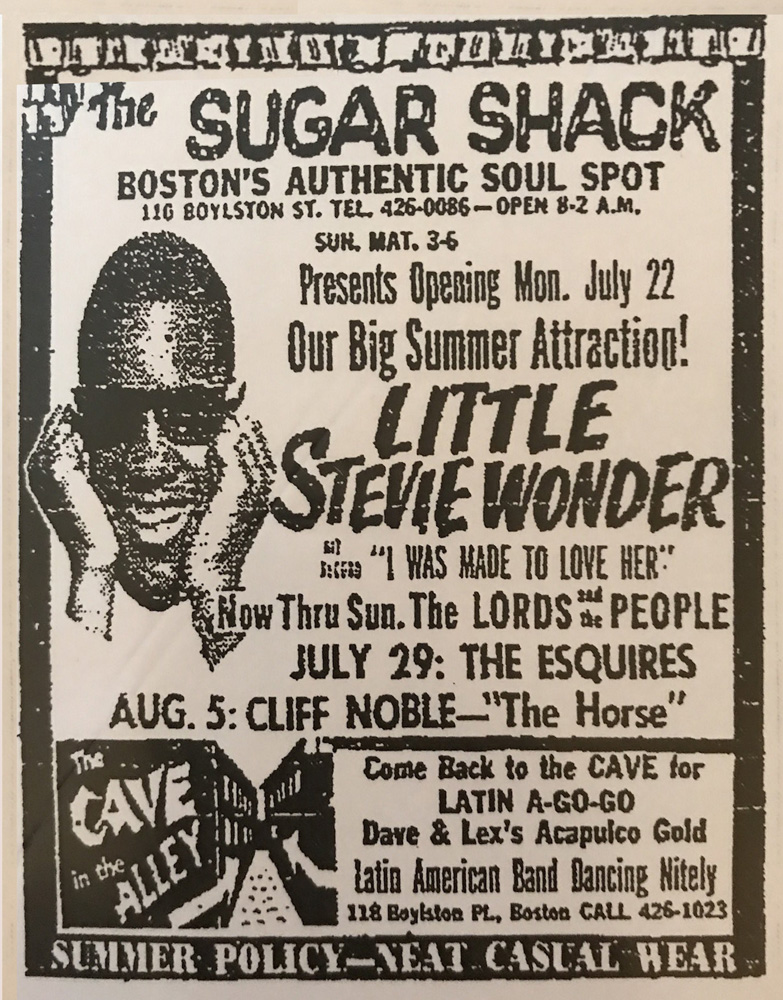 The SUGAR SHACK
BOSTON'S AUTHENTIC SOUL SPOT
110 BOYLSTON ST. TEL. 426-0086—OPEN 8-2 A.M.
SUN. MAT. 3-6
Presents Opening Mon. July 22
Our Big Summer Attraction!
LITTLE
STEVIE WONDER
HIT RECORD "I WAS MADE TO LOVE HER"
Now Thru Sun. The LORDS and the PEOPLE
JULY 29: THE ESQUIRES
AUG. 5: CLIFF NOBLE—"The Horse"
The
CAVE
in the
ALLEY
Come Back to the CAVE for
LATIN A-GO-GO
Dave & Lex's Acapulco Gold
Latin American Band Dancing Nitely
118 Boylston PL., Boston CALL 426-1023
SUMMER POLICY—NEAT CASUAL WEAR